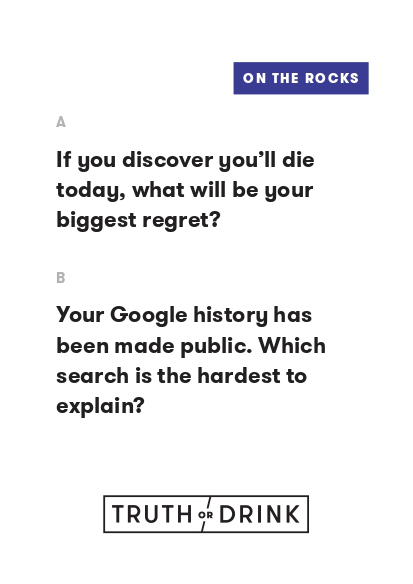 ON THE ROCKS
A
If you discover you’ll die
today, what will be your
biggest regret?
B
Your Google history has
been made public. Which
search is the hardest to
explain?
TRUTH OR DRINK